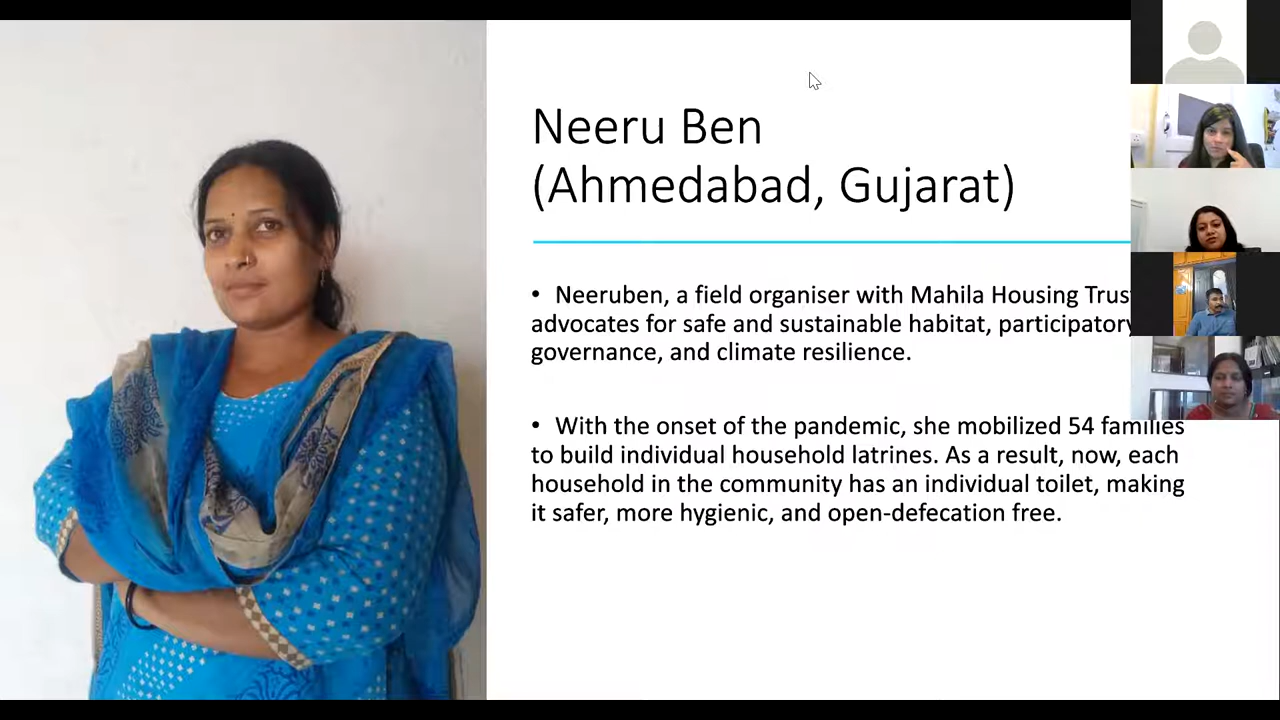 Neeru Ben
(Ahmedabad, Gujarat)
• Neeruben, a field organiser with Mahila Housing
advocates for safe and sustainable habitat, participatory
governance, and climate resilience.
• With the onset of the pandemic, she mobilized 54 families
to build individual household latrines. As a result, now, each
household in the community has an individual toilet, making
it safer, more hygienic, and open-defecation free.